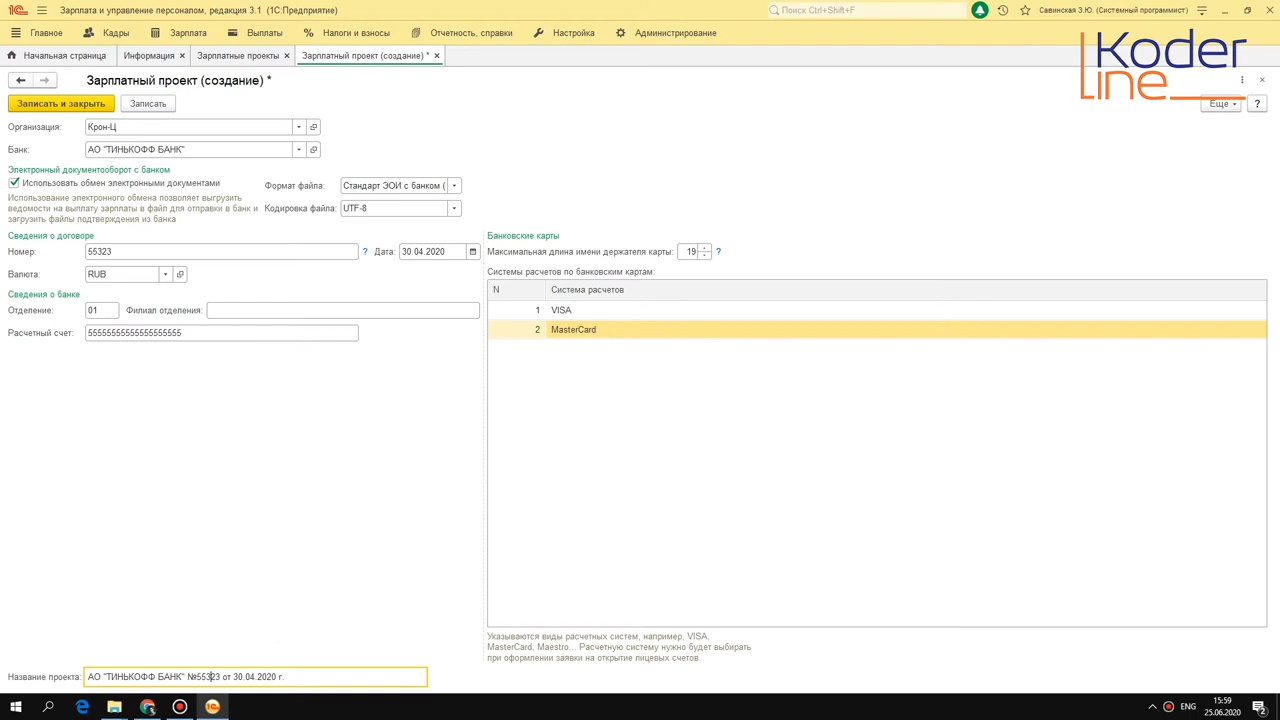 Зарплата и управление персоналом, редакция 3.1 (1С:Предприятие)
Поиск Ctrl+Shift+F
Савинская З.Ю. (Системный программист)
Главное
Кадры
Зарплата
Выплаты
Налоги и взносы
Отчетность, справки
Настройка
Администрирование
Начальная страница
Информация ×
Зарплатные проекты ×
Зарплатный проект (создание) * ×
Koder
Line
Зарплатный проект (создание) *
Записать и закрыть
Записать
Еще
?
Организация: Крон-Ц
Банк: АО "ТИНЬКОФФ БАНК"
Электронный документооборот с банком
Использовать обмен электронными документами
Формат файла: Стандарт ЭОИ с банком (
Использование электронного обмена позволяет выгрузить
ведомости на выплату зарплаты в файл для отправки в банк и
загрузить файлы подтверждения из банка
Кодировка файла: UTF-8
Сведения о договоре
Номер: 55323 ? Дата: 30.04.2020
Валюта: RUB
Сведения о банке
Отделение: 01 Филиал отделения:
Расчетный счет: 55555555555555555555
Банковские карты
Максимальная длина имени держателя карты: 19 ?
Системы расчетов по банковским картам:
N Система расчетов
1 VISA
2 MasterCard
Указываются виды расчетных систем, например, VISA,
MasterCard, Maestro... Расчетную систему нужно будет выбирать
при оформлении заявки на открытие лицевых счетов.
Название проекта: АО "ТИНЬКОФФ БАНК" №55323 от 30.04.2020 г.
ENG
15:59
25.06.2020
2